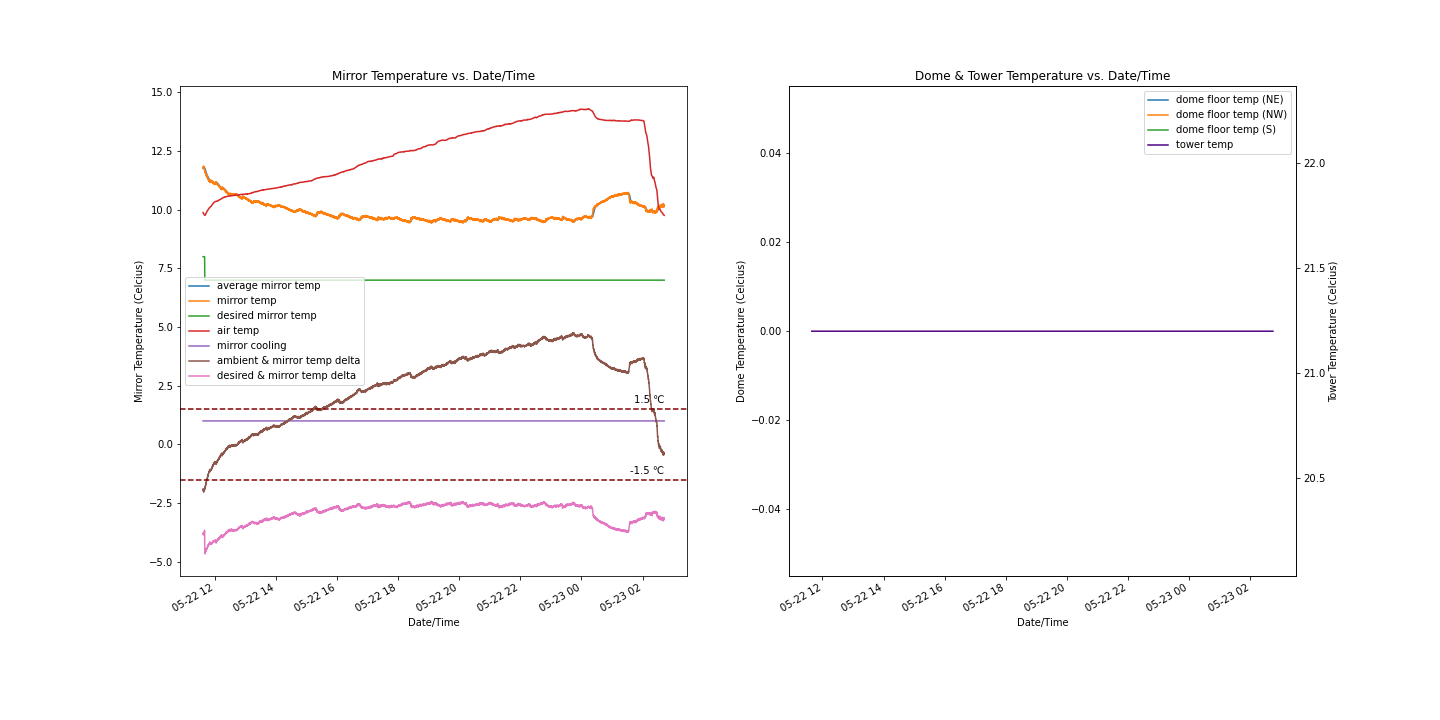 Mirror Temperature vs. Date/Time
15.0
12.5
10.0
7.5
5.0
2.5
0.0
−2.5
−5.0
Mirror Temperature (Celcius)
average mirror temp
mirror temp
desired mirror temp
air temp
mirror cooling
ambient & mirror temp delta
desired & mirror temp delta
1.5 °C
-1.5 °C
05-22 12
05-22 14
05-22 16
05-22 18
05-22 20
05-22 22
05-23 00
05-23 02
Date/Time
Dome & Tower Temperature vs. Date/Time
0.04
0.02
0.00
−0.02
−0.04
Dome Temperature (Celcius)
dome floor temp (NE)
dome floor temp (NW)
dome floor temp (S)
tower temp
22.0
21.5
21.0
20.5
Tower Temperature (Celcius)
05-22 12
05-22 14
05-22 16
05-22 18
05-22 20
05-22 22
05-23 00
05-23 02
Date/Time